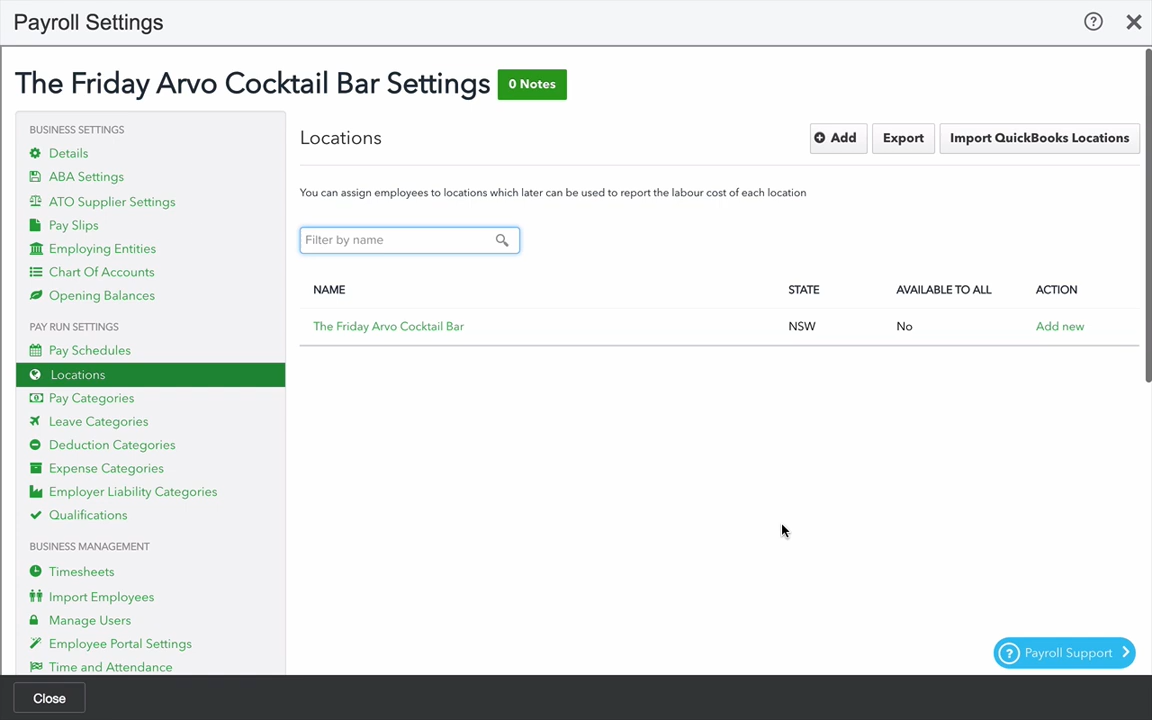 Payroll Settings
The Friday Arvo Cocktail Bar Settings
0 Notes
BUSINESS SETTINGS
Details
ABA Settings
ATO Supplier Settings
Pay Slips
Employing Entities
Chart Of Accounts
Opening Balances
PAY RUN SETTINGS
Pay Schedules
Locations
Pay Categories
Leave Categories
Deduction Categories
Expense Categories
Employer Liability Categories
Qualifications
BUSINESS MANAGEMENT
Timesheets
Import Employees
Manage Users
Employee Portal Settings
Time and Attendance
Locations
Add
Export
Import QuickBooks Locations
You can assign employees to locations which later can be used to report the labour cost of each location
Filter by name
NAME STATE AVAILABLE TO ALL ACTION
The Friday Arvo Cocktail Bar NSW No Add new
Payroll Support
Close